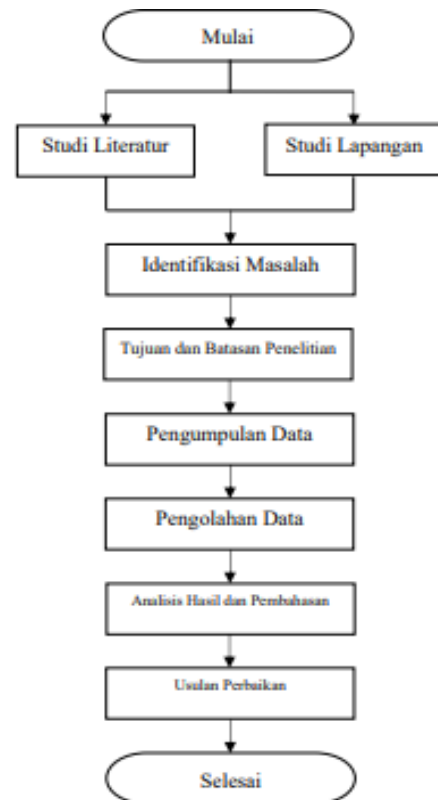 Mulai
Studi Literatur
Studi Lapangan
Identifikasi Masalah
Tujuan dan Batasan Penelitian
Pengumpulan Data
Pengolahan Data
Analisis Hasil dan Pembahasan
Usulan Perbaikan
Selesai